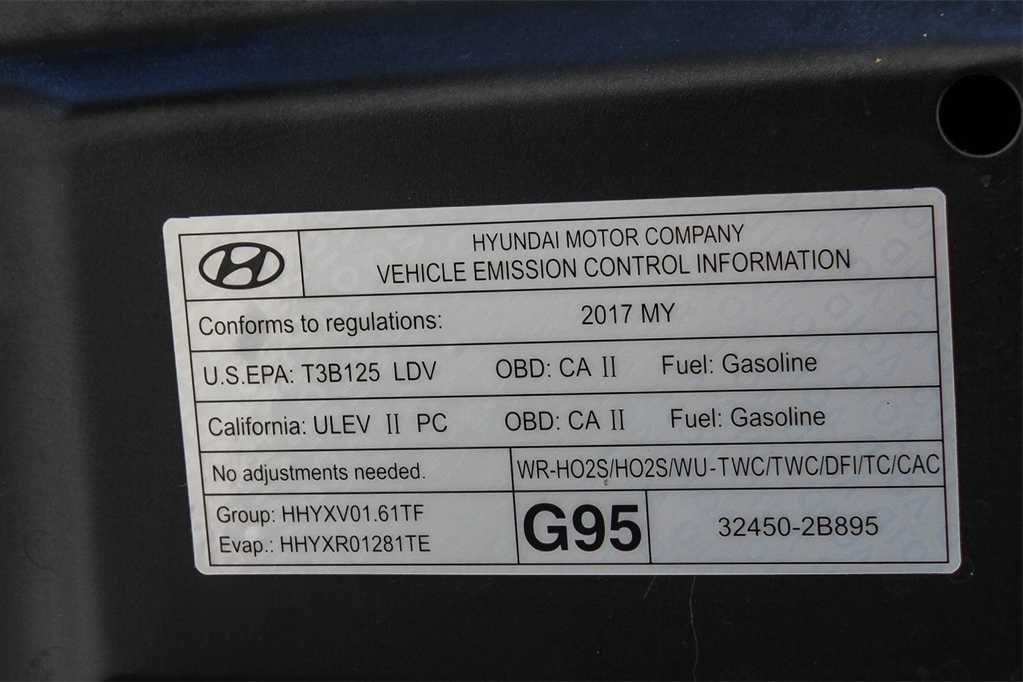 HYUNDAI MOTOR COMPANY
VEHICLE EMISSION CONTROL INFORMATION
Conforms to regulations: 2017 MY
U.S.EPA: T3B125 LDV OBD: CA II Fuel: Gasoline
California: ULEV II PC OBD: CA II Fuel: Gasoline
No adjustments needed. WR-HO2S/HO2S/WU-TWC/TWC/DFI/TC/CAC
Group: HHYXV01.61TF
Evap.: HHYXR01281TE
G95
32450-2B895